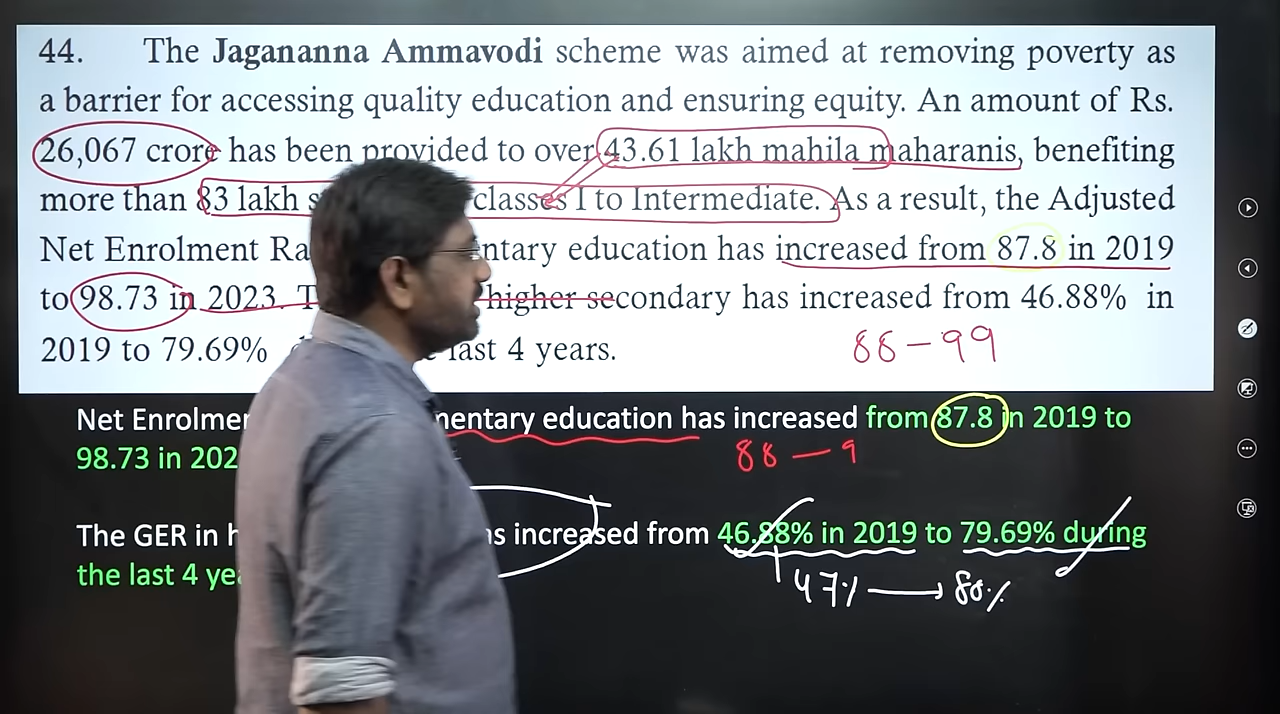 44. The Jagananna Ammavodi scheme was aimed at removing poverty as
a barrier for accessing quality education and ensuring equity. An amount of Rs.
26,067 crore has been provided to over 43.61 lakh mahila maharanis, benefiting
more than 83 lakh s classes I to Intermediate. As a result, the Adjusted
Net Enrolment Ra ntary education has increased from 87.8 in 2019
to 98.73 in 2023. T higher secondary has increased from 46.88% in
2019 to 79.69% last 4 years.
88 - 99
Net Enrolmen mentary education has increased from 87.8 in 2019 to
98.73 in 202
88 — 9
The GER in h s increased from 46.88% in 2019 to 79.69% during
the last 4 ye
47% → 80%